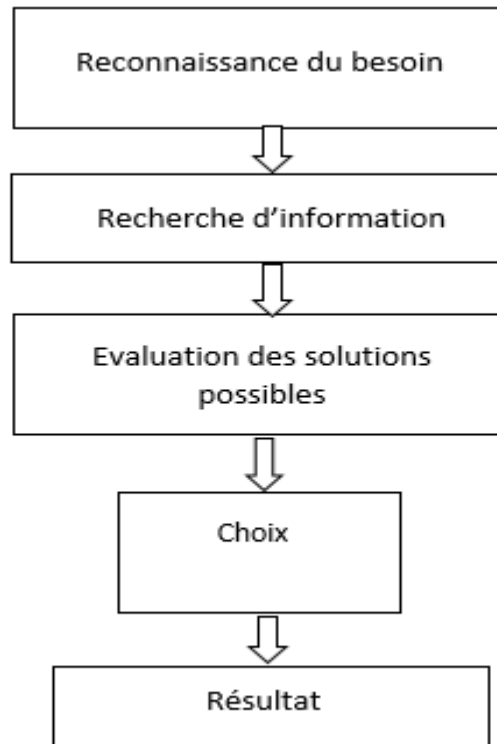 Reconnaissance du besoin
Recherche d’information
Evaluation des solutions
possibles
Choix
Résultat